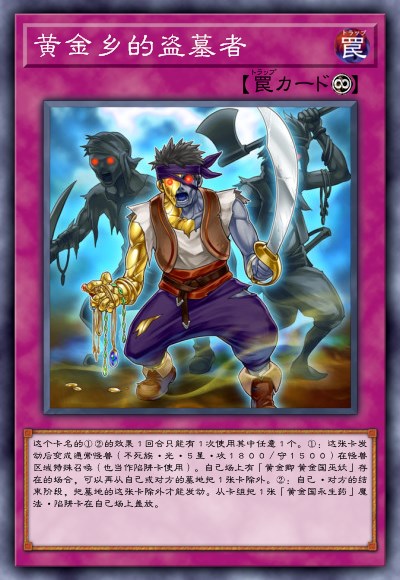 黄金乡的盗墓者
トラップ
罠
トラップ
【罠カード】
这个卡名的①②的效果1回合只能有1次使用其中任意1个。①：这张卡发
动后变成通常怪兽（不死族·光·5星·攻1800／守1500）在怪兽
区域特殊召唤（也当作陷阱卡使用）。自己场上有「黄金卿 黄金国巫妖」存
在的场合，可以再从自己或对方的墓地把1张卡除外。②：自己·对方的结
束阶段，把墓地的这张卡除外才能发动。从卡组把1张「黄金国永生药」魔
法·陷阱卡在自己场上盖放。